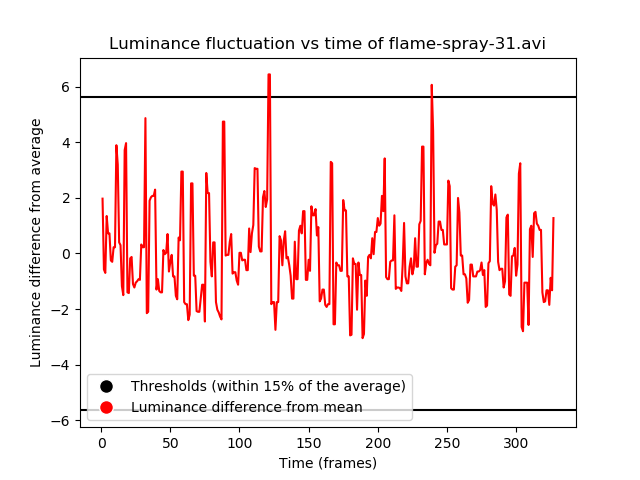 Luminance fluctuation vs time of flame-spray-31.avi
Luminance difference from average
6
4
2
0
−2
−4
−6
Thresholds (within 15% of the average)
Luminance difference from mean
0 50 100 150 200 250 300
Time (frames)